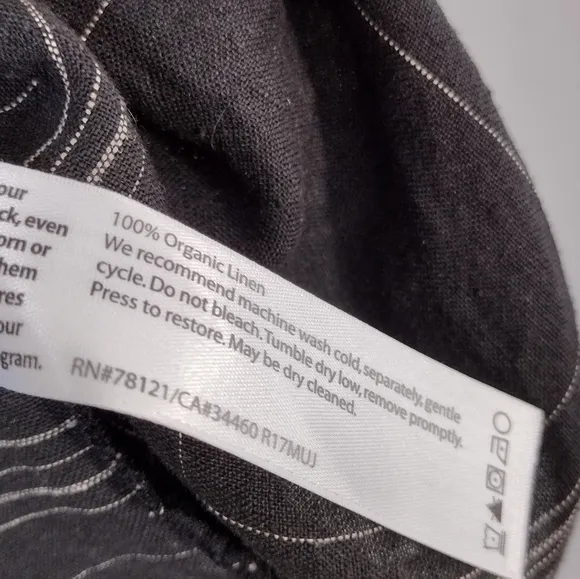 our
ck, even
orn or
hem
res
our
gram.
100% Organic Linen
We recommend machine wash cold, separately, gentle
cycle. Do not bleach. Tumble dry low, remove promptly.
Press to restore. May be dry cleaned.
RN#78121/CA#34460 R17MUJ